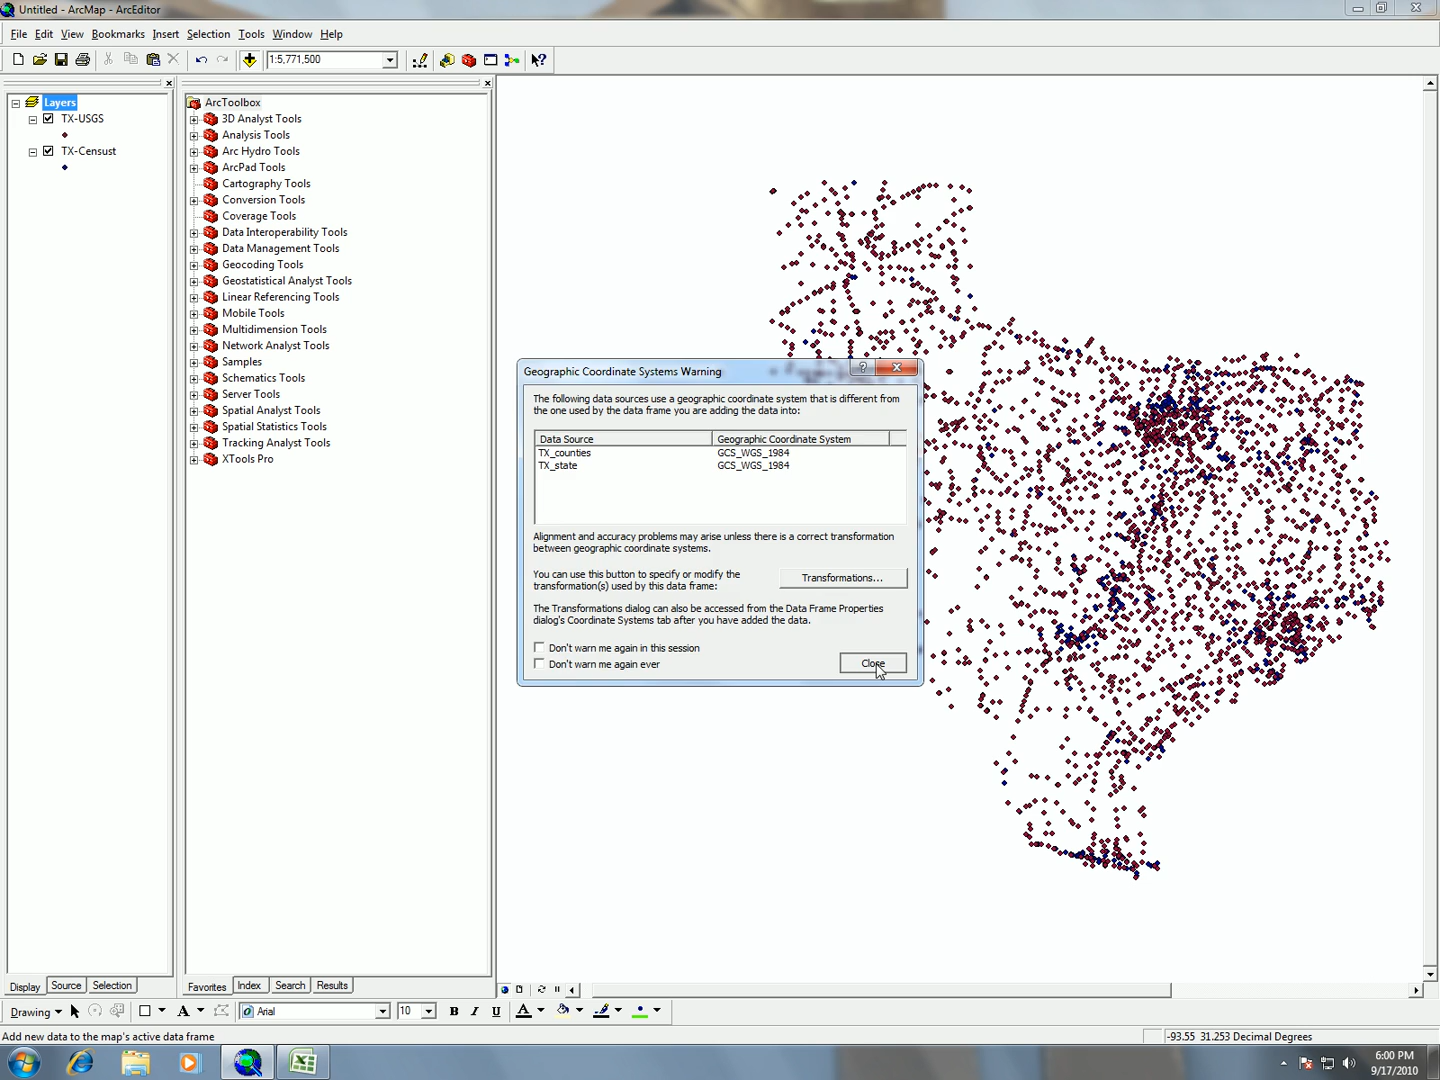 Untitled - ArcMap - ArcEditor
File Edit View Bookmarks Insert Selection Tools Window Help
1:5,771,500
Layers
TX-USGS
TX-Censust
ArcToolbox
3D Analyst Tools
Analysis Tools
Arc Hydro Tools
ArcPad Tools
Cartography Tools
Conversion Tools
Coverage Tools
Data Interoperability Tools
Data Management Tools
Geocoding Tools
Geostatistical Analyst Tools
Linear Referencing Tools
Mobile Tools
Multidimension Tools
Network Analyst Tools
Samples
Schematics Tools
Server Tools
Spatial Analyst Tools
Spatial Statistics Tools
Tracking Analyst Tools
XTools Pro
Geographic Coordinate Systems Warning
The following data sources use a geographic coordinate system that is different from
the one used by the data frame you are adding the data into:
Data Source Geographic Coordinate System
TX_counties GCS_WGS_1984
TX_state GCS_WGS_1984
Alignment and accuracy problems may arise unless there is a correct transformation
between geographic coordinate systems.
You can use this button to specify or modify the
transformation(s) used by this data frame:
Transformations...
The Transformations dialog can also be accessed from the Data Frame Properties
dialog's Coordinate Systems tab after you have added the data.
Don't warn me again in this session
Don't warn me again ever
Close
Display Source Selection
Favorites Index Search Results
Drawing A Arial 10 B I U A
Add new data to the map's active data frame
-93.55 31.253 Decimal Degrees
6:00 PM
9/17/2010